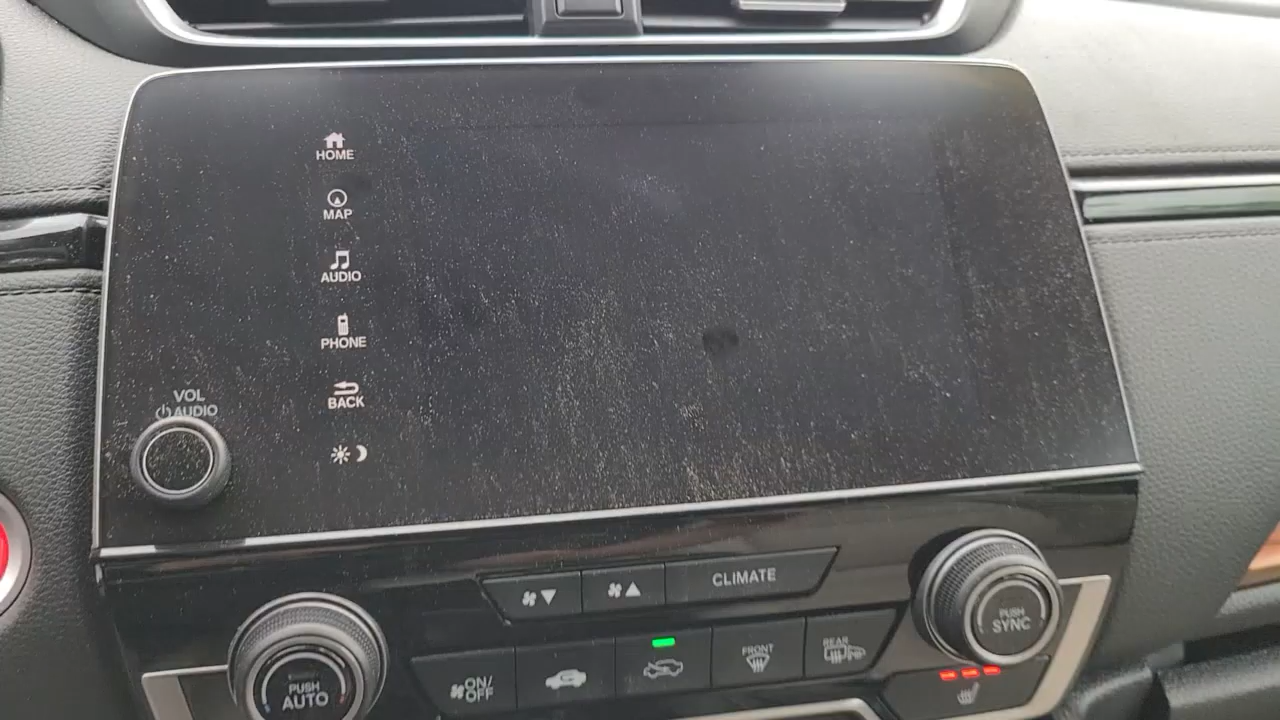 HOME
MAP
AUDIO
PHONE
BACK
VOL
AUDIO
CLIMATE
PUSH
SYNC
FRONT
REAR
ON/
OFF
PUSH
AUTO